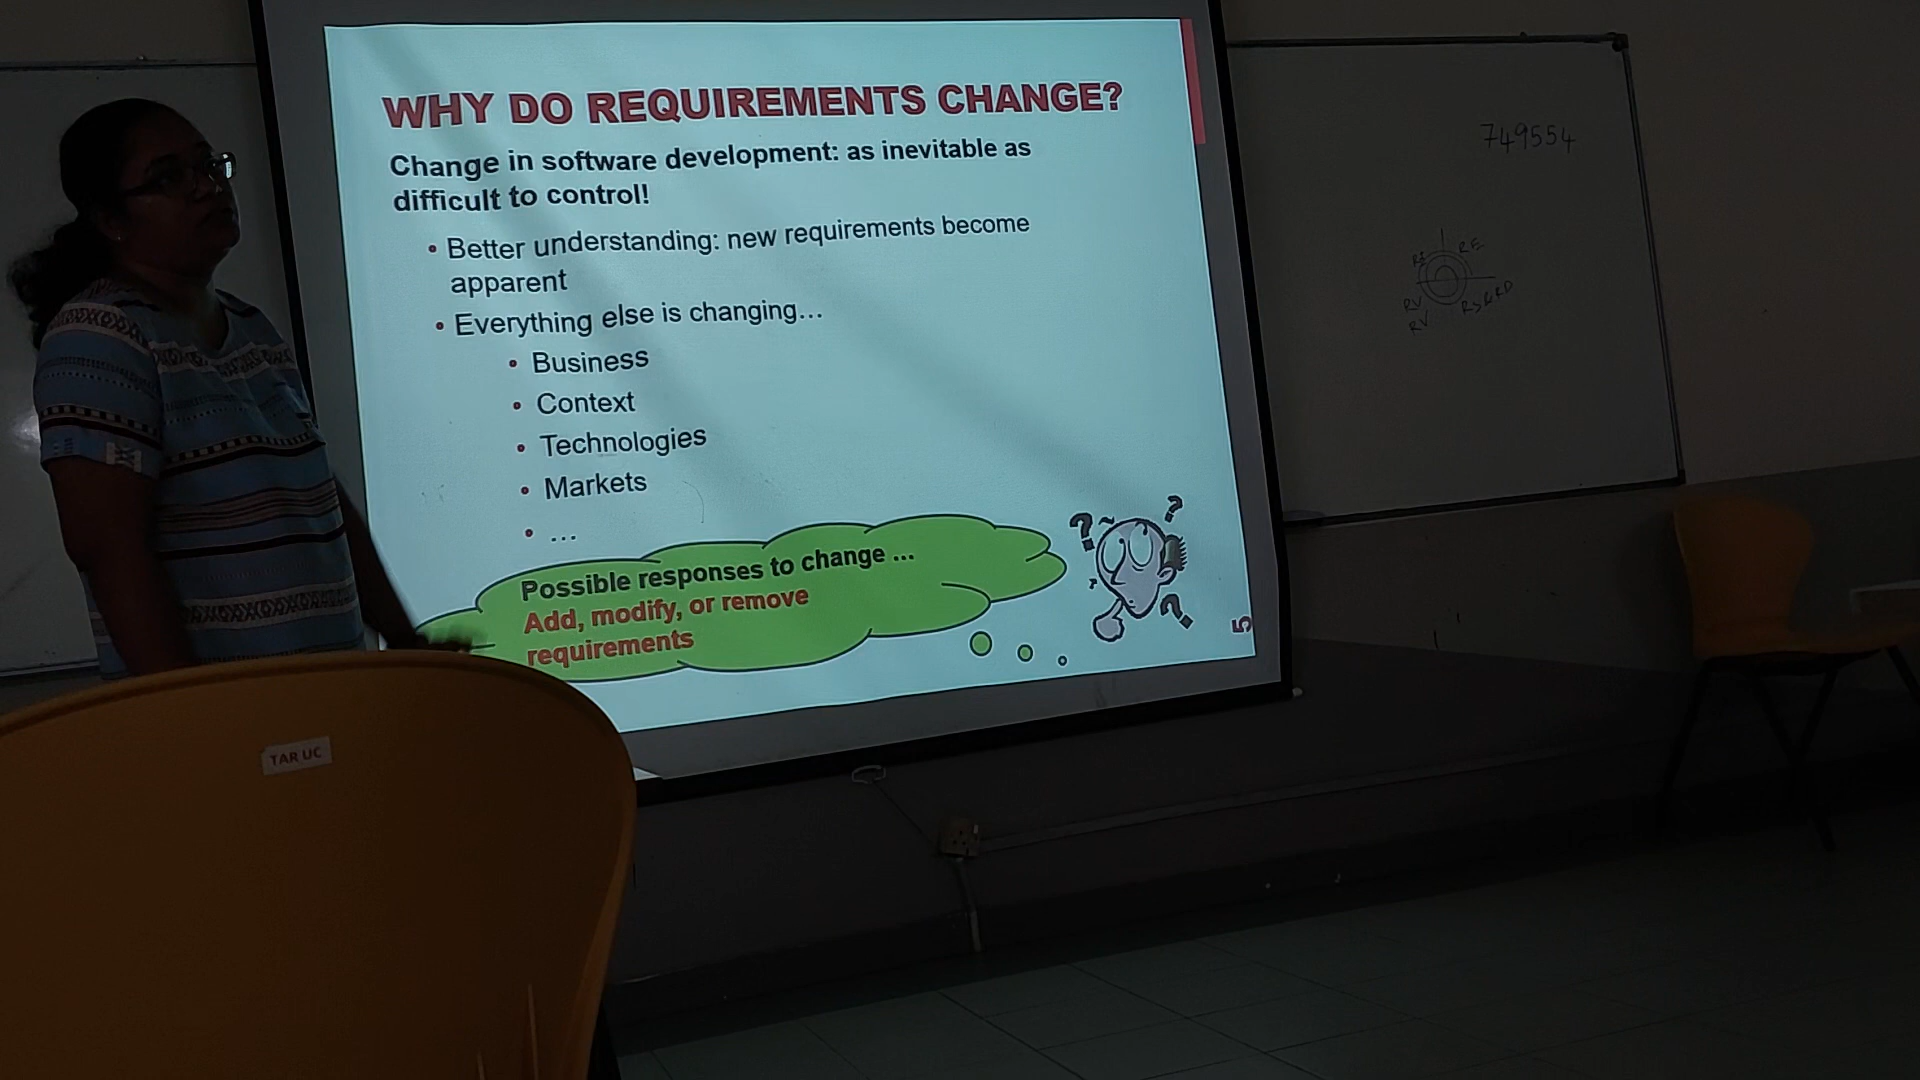 WHY DO REQUIREMENTS CHANGE?
Change in software development: as inevitable as
difficult to control!
• Better understanding: new requirements become
apparent
• Everything else is changing...
• Business
• Context
• Technologies
• Markets
• ...
Possible responses to change ...
Add, modify, or remove
requirements
? ? ? ?
5
749554
RE RE
RV
RV
TAR UC